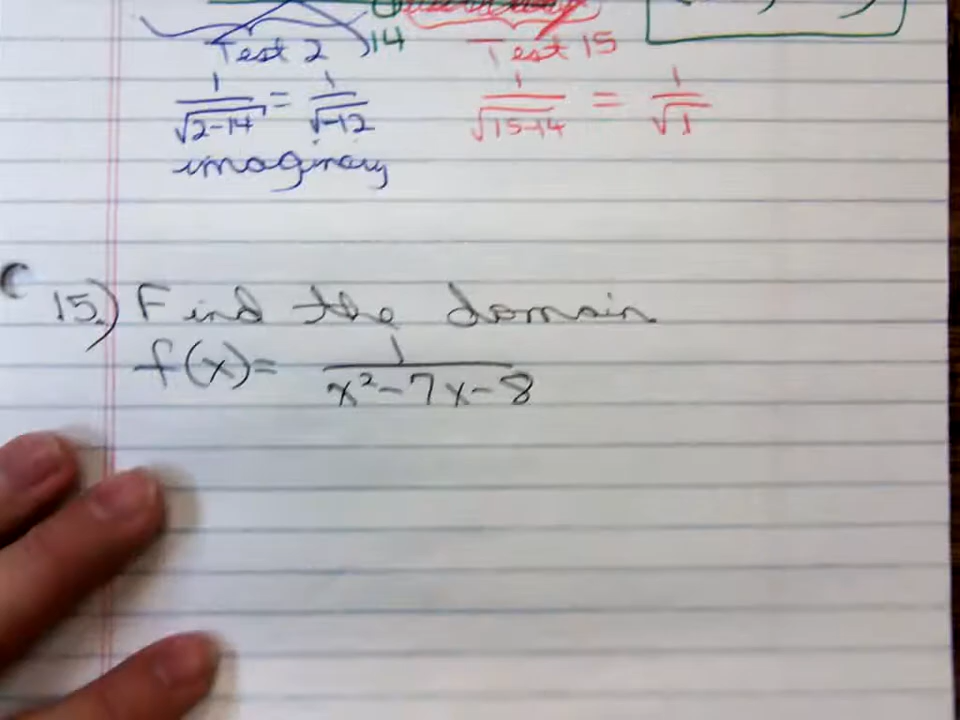 14
Test 2 Test 15
1/√2-14 = 1/√-12 1/√15-14 = 1/√1
imaginary
15.) Find the domain
f(x)= 1/x²-7x-8